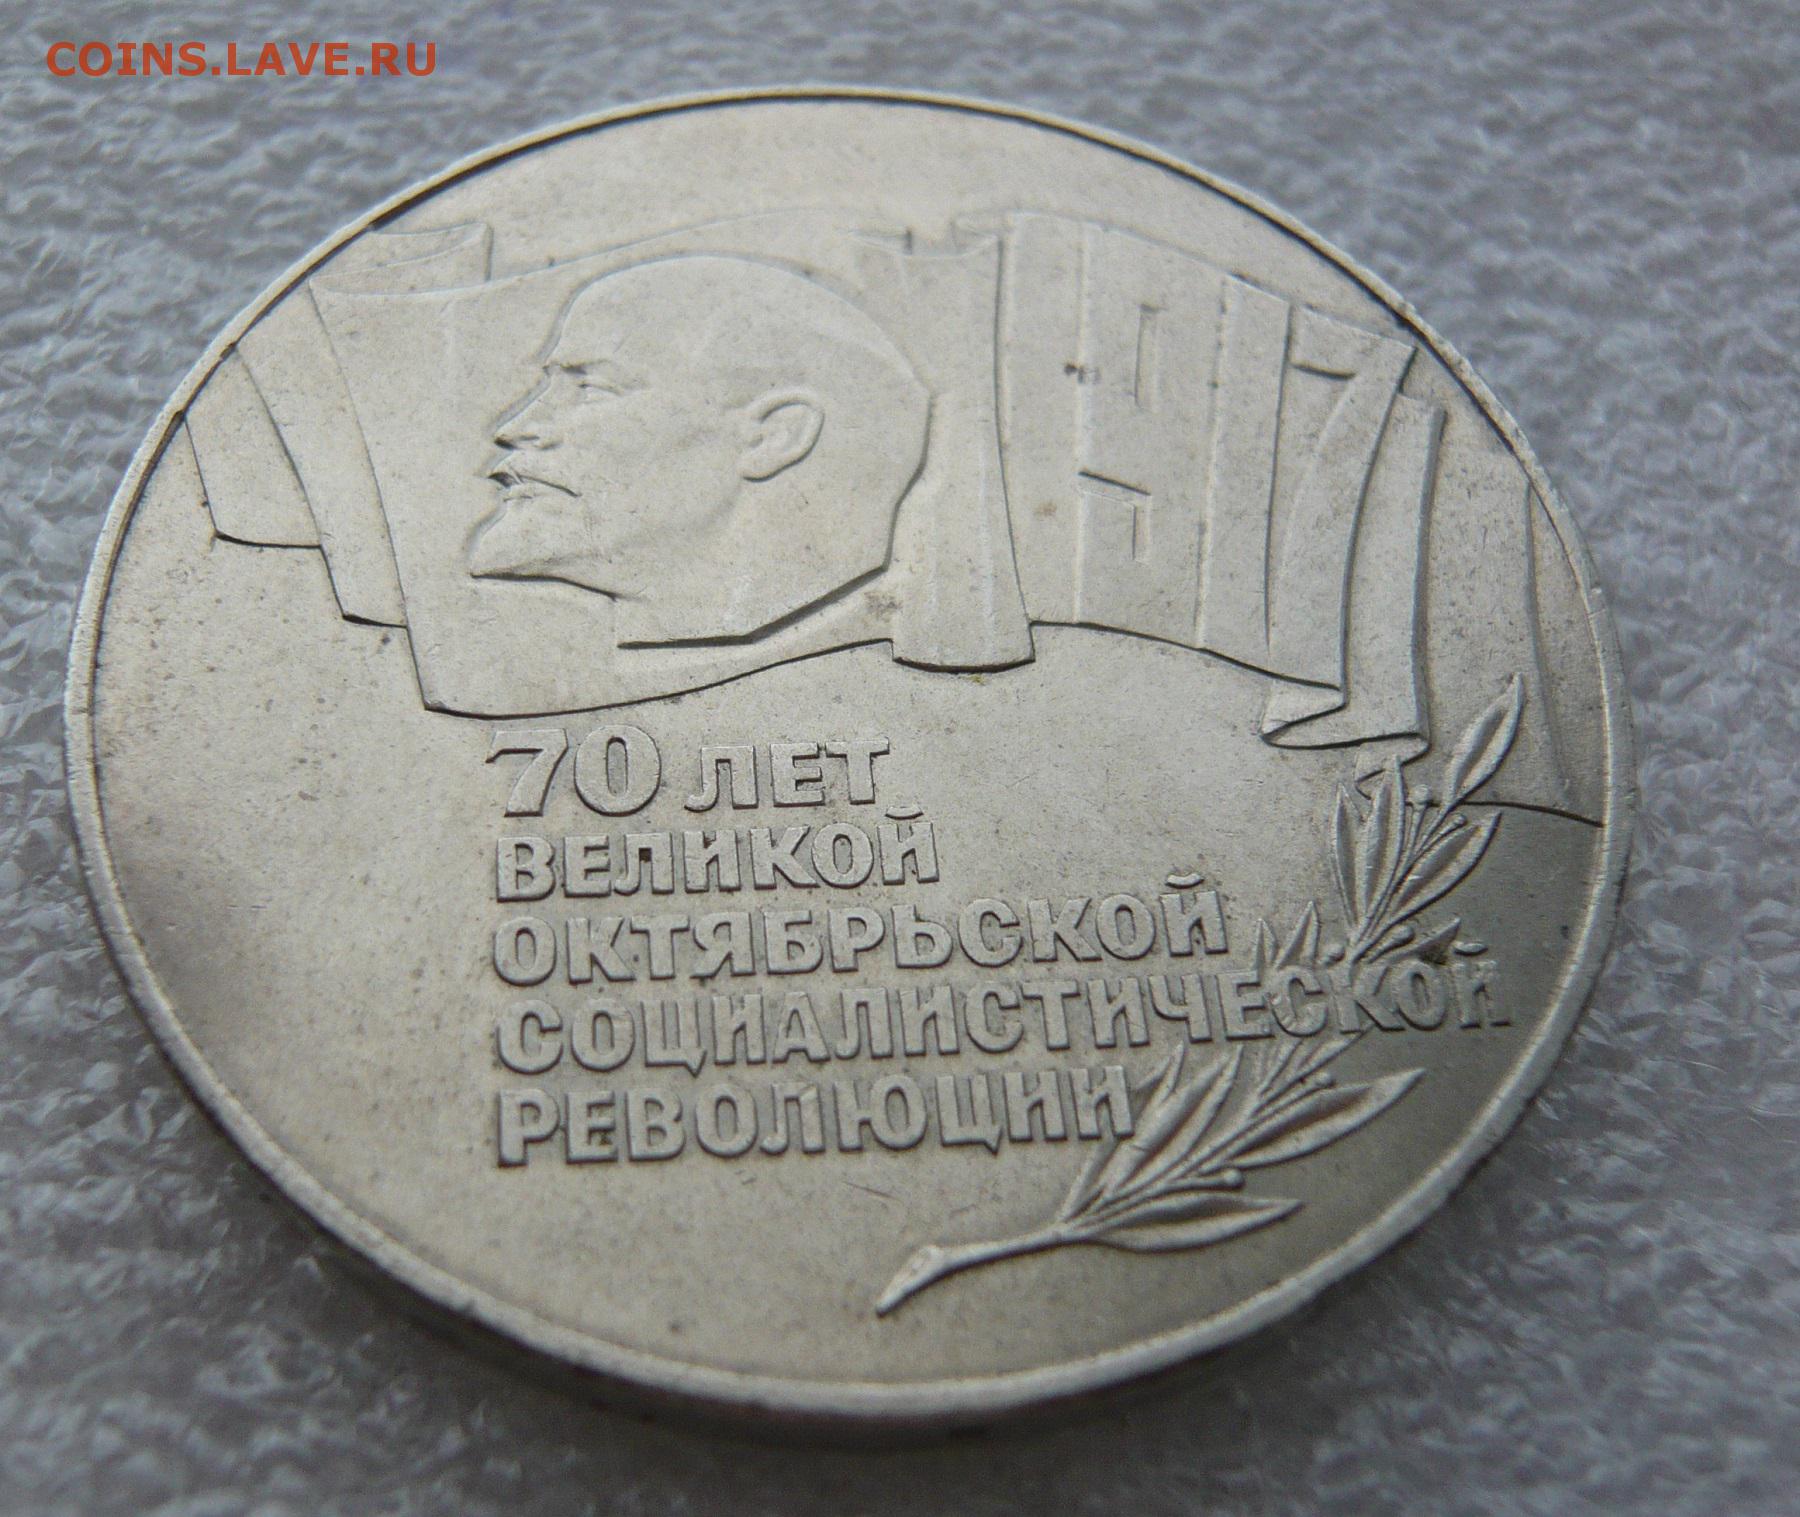 COINS.LAVE.RU
1917
70 ЛЕТ
ВЕЛИКОЙ
ОКТЯБРЬСКОЙ
СОЦИАЛИСТИЧЕСКОЙ
РЕВОЛЮЦИИ